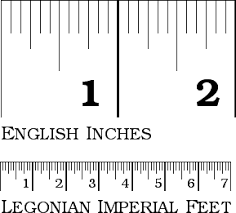 1 2
ENGLISH INCHES
1 2 3 4 5 6 7
LEGONIAN IMPERIAL FEET